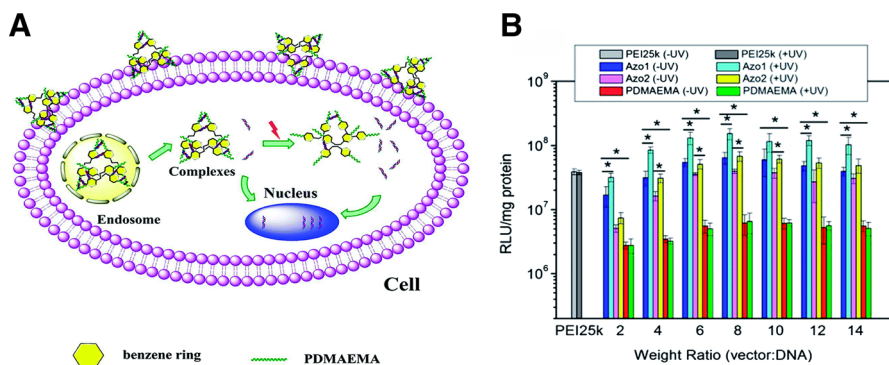 A
Complexes
Endosome
Nucleus
Cell
benzene ring
PDMAEMA
B
PEI25k (-UV) PEI25k (+UV)
Azo1 (-UV) Azo1 (+UV)
Azo2 (-UV) Azo2 (+UV)
PDMAEMA (-UV) PDMAEMA (+UV)
RLU/mg protein
10⁹
10⁸
10⁷
10⁶
* * * * * * * * * * * * * * * * * *
PEI25k 2 4 6 8 10 12 14
Weight Ratio (vector:DNA)